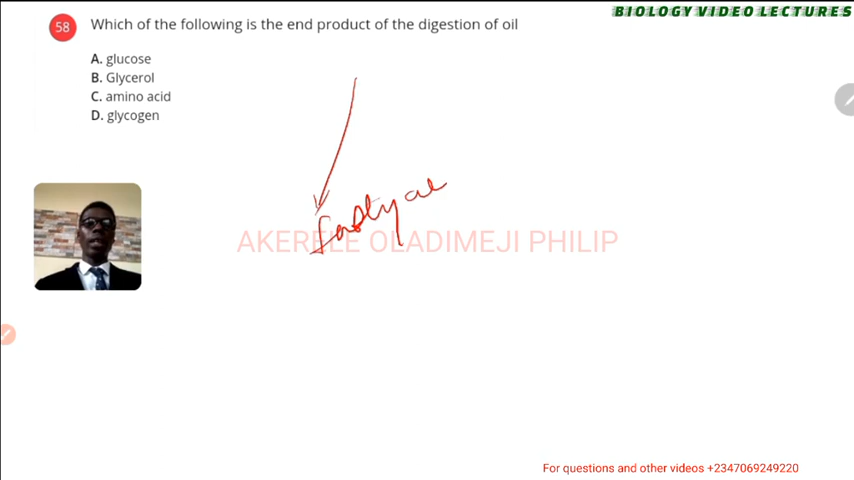 BIOLOGY VIDEO LECTURES
58 Which of the following is the end product of the digestion of oil
A. glucose
B. Glycerol
C. amino acid
D. glycogen
AKERELE OLADIMEJI PHILIP
For questions and other videos +2347069249220